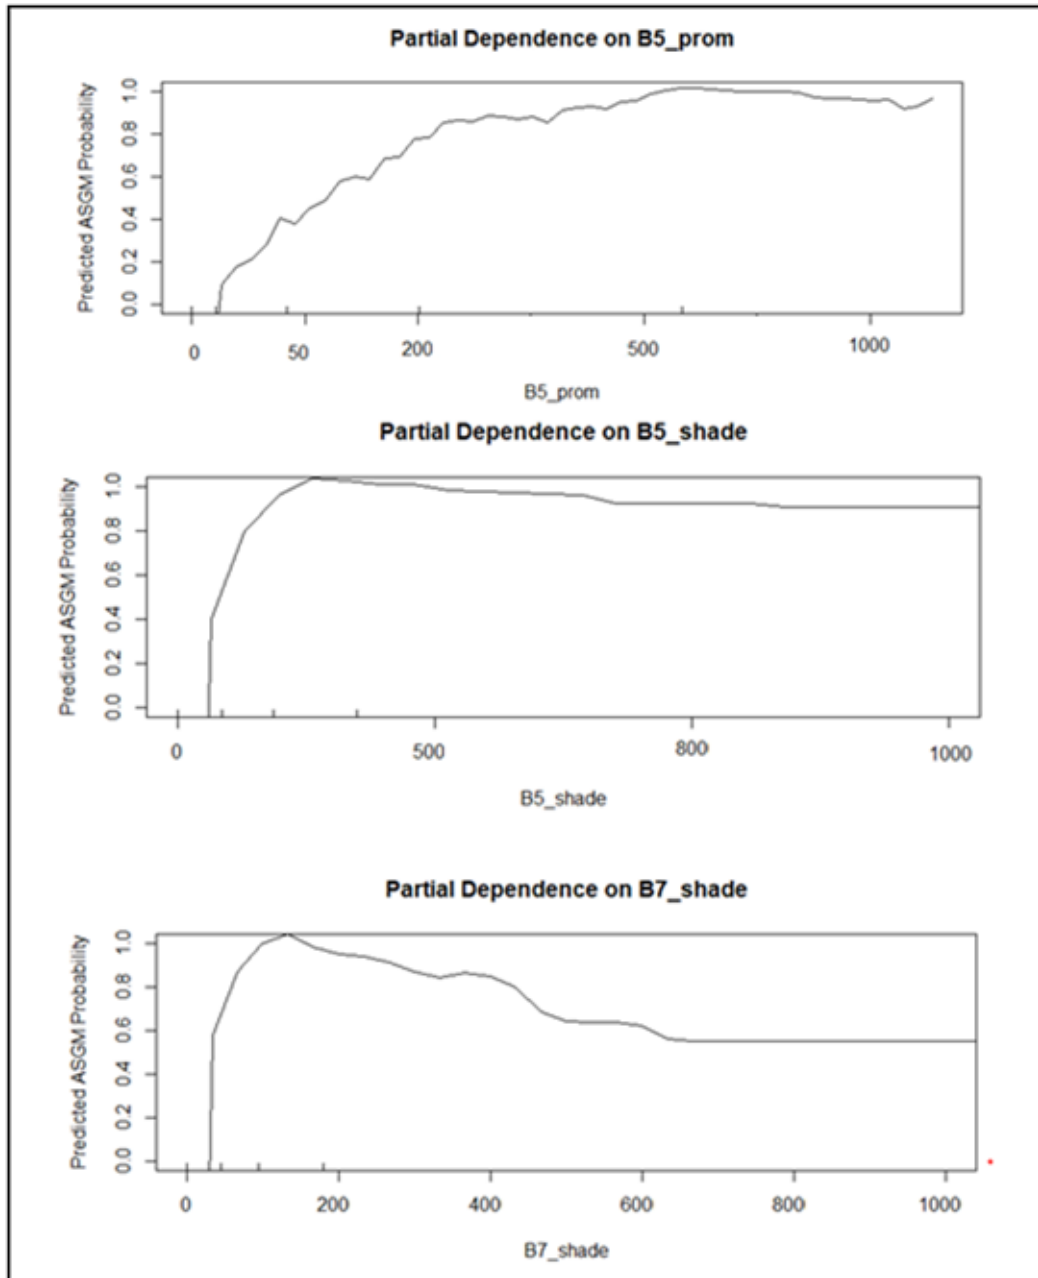 Partial Dependence on B5_prom
Predicted ASGM Probability
1.0
0.8
0.6
0.4
0.2
0.0
0 50 200 500 1000
B5_prom
Partial Dependence on B5_shade
Predicted ASGM Probability
1.0
0.8
0.6
0.4
0.2
0.0
0 500 800 1000
B5_shade
Partial Dependence on B7_shade
Predicted ASGM Probability
1.0
0.8
0.6
0.4
0.2
0.0
0 200 400 600 800 1000
B7_shade